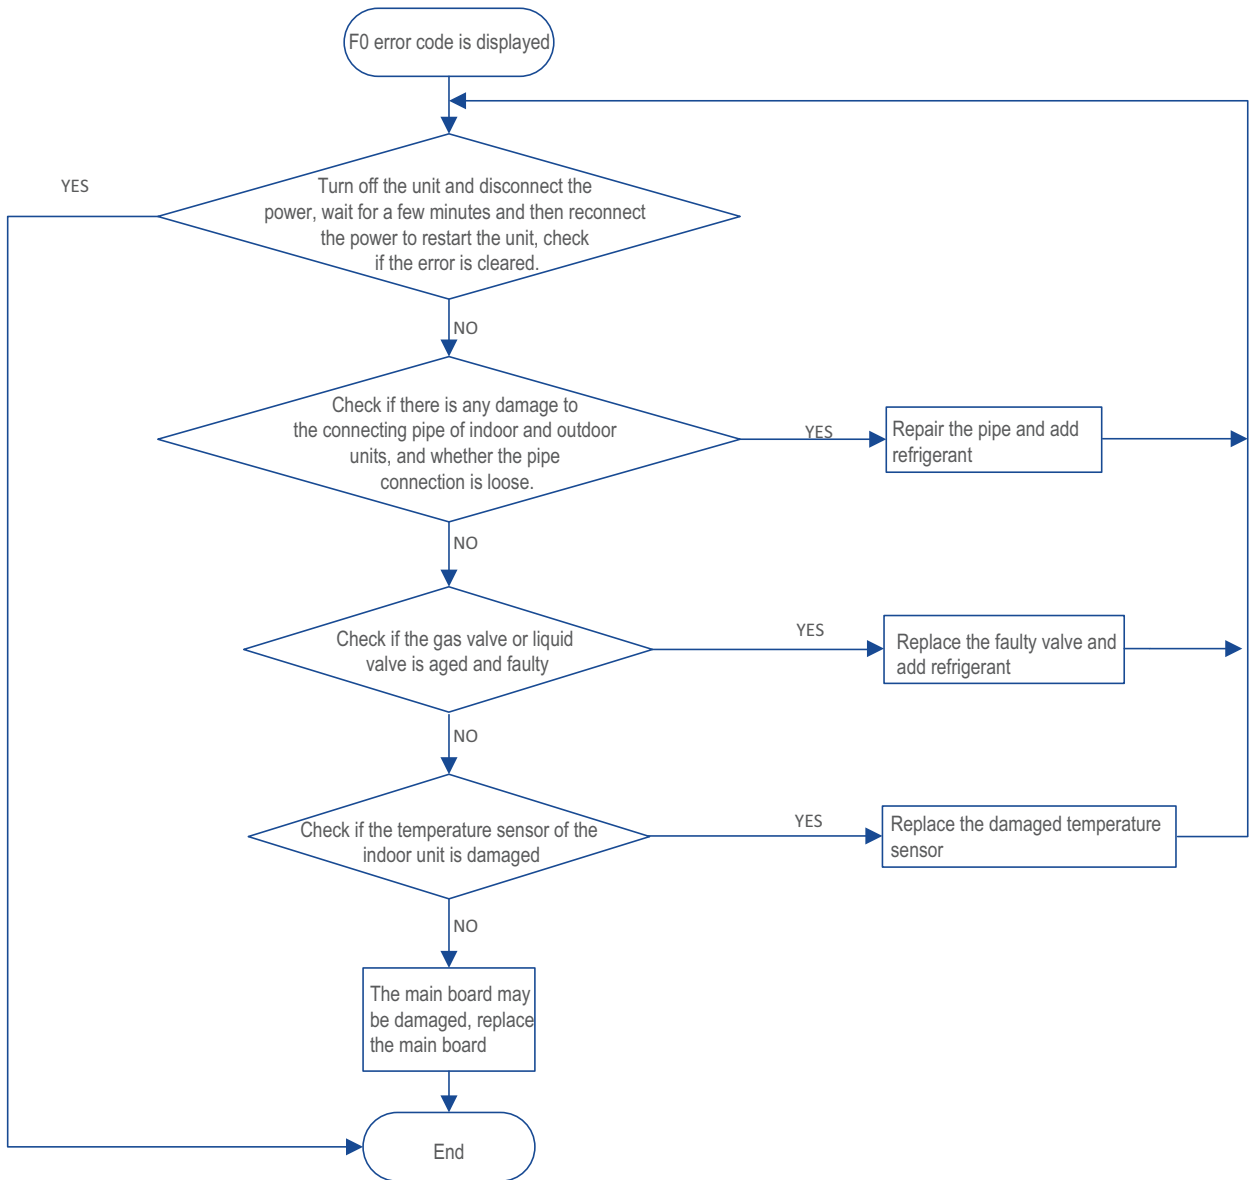 F0 error code is displayed
YES
Turn off the unit and disconnect the
power, wait for a few minutes and then reconnect
the power to restart the unit, check
if the error is cleared.
NO
Check if there is any damage to
the connecting pipe of indoor and outdoor
units, and whether the pipe
connection is loose.
YES
Repair the pipe and add
refrigerant
NO
Check if the gas valve or liquid
valve is aged and faulty
YES
Replace the faulty valve and
add refrigerant
NO
Check if the temperature sensor of the
indoor unit is damaged
YES
Replace the damaged temperature
sensor
NO
The main board may
be damaged, replace
the main board
End